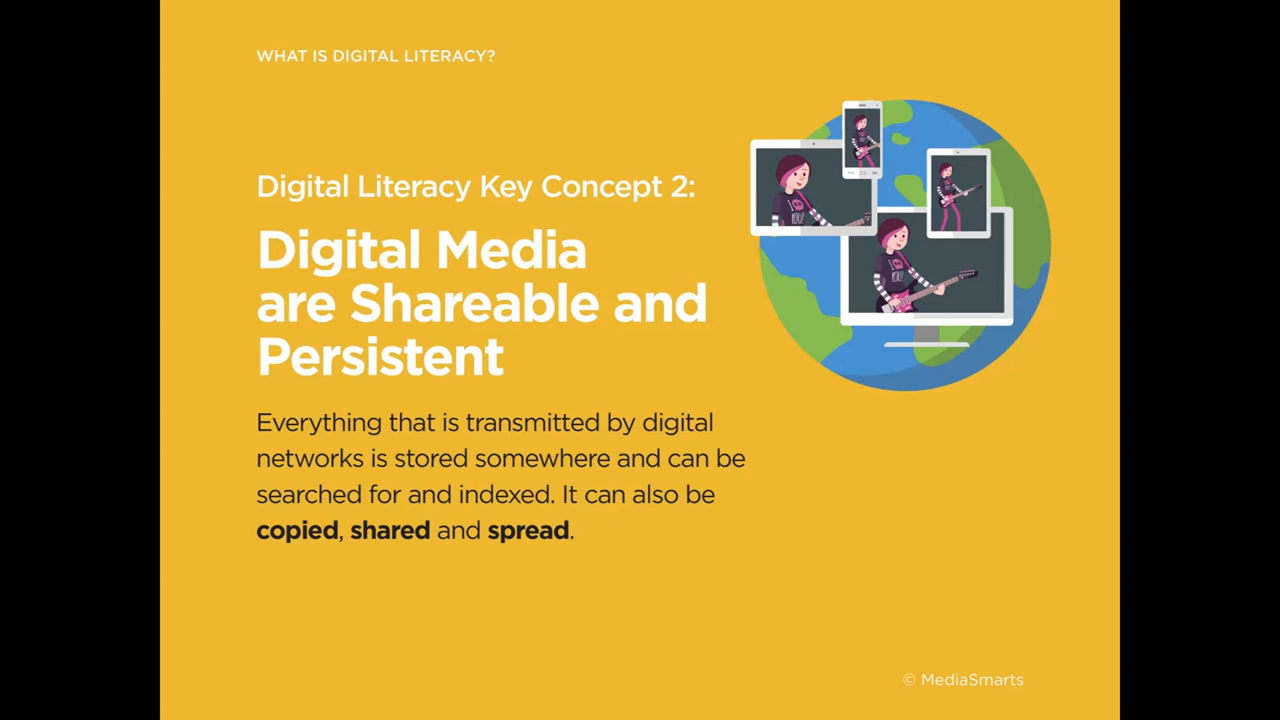 WHAT IS DIGITAL LITERACY?
Digital Literacy Key Concept 2:
Digital Media
are Shareable and
Persistent
Everything that is transmitted by digital
networks is stored somewhere and can be
searched for and indexed. It can also be
copied, shared and spread.
© MediaSmarts